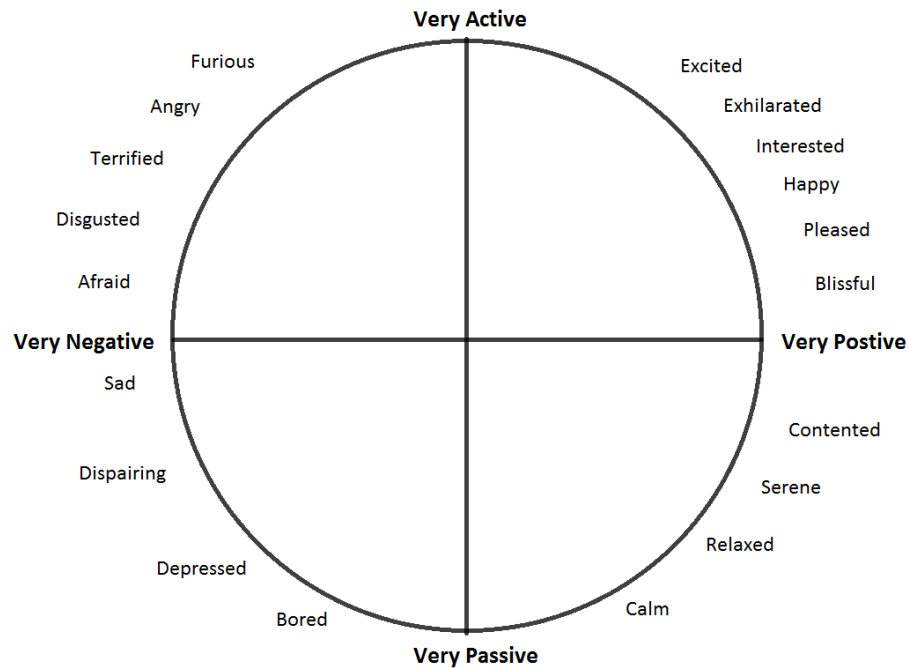 Very Active
Furious
Excited
Angry
Exhilarated
Interested
Terrified
Happy
Disgusted
Pleased
Afraid
Blissful
Very Negative
Very Postive
Sad
Contented
Dispairing
Serene
Relaxed
Depressed
Calm
Bored
Very Passive